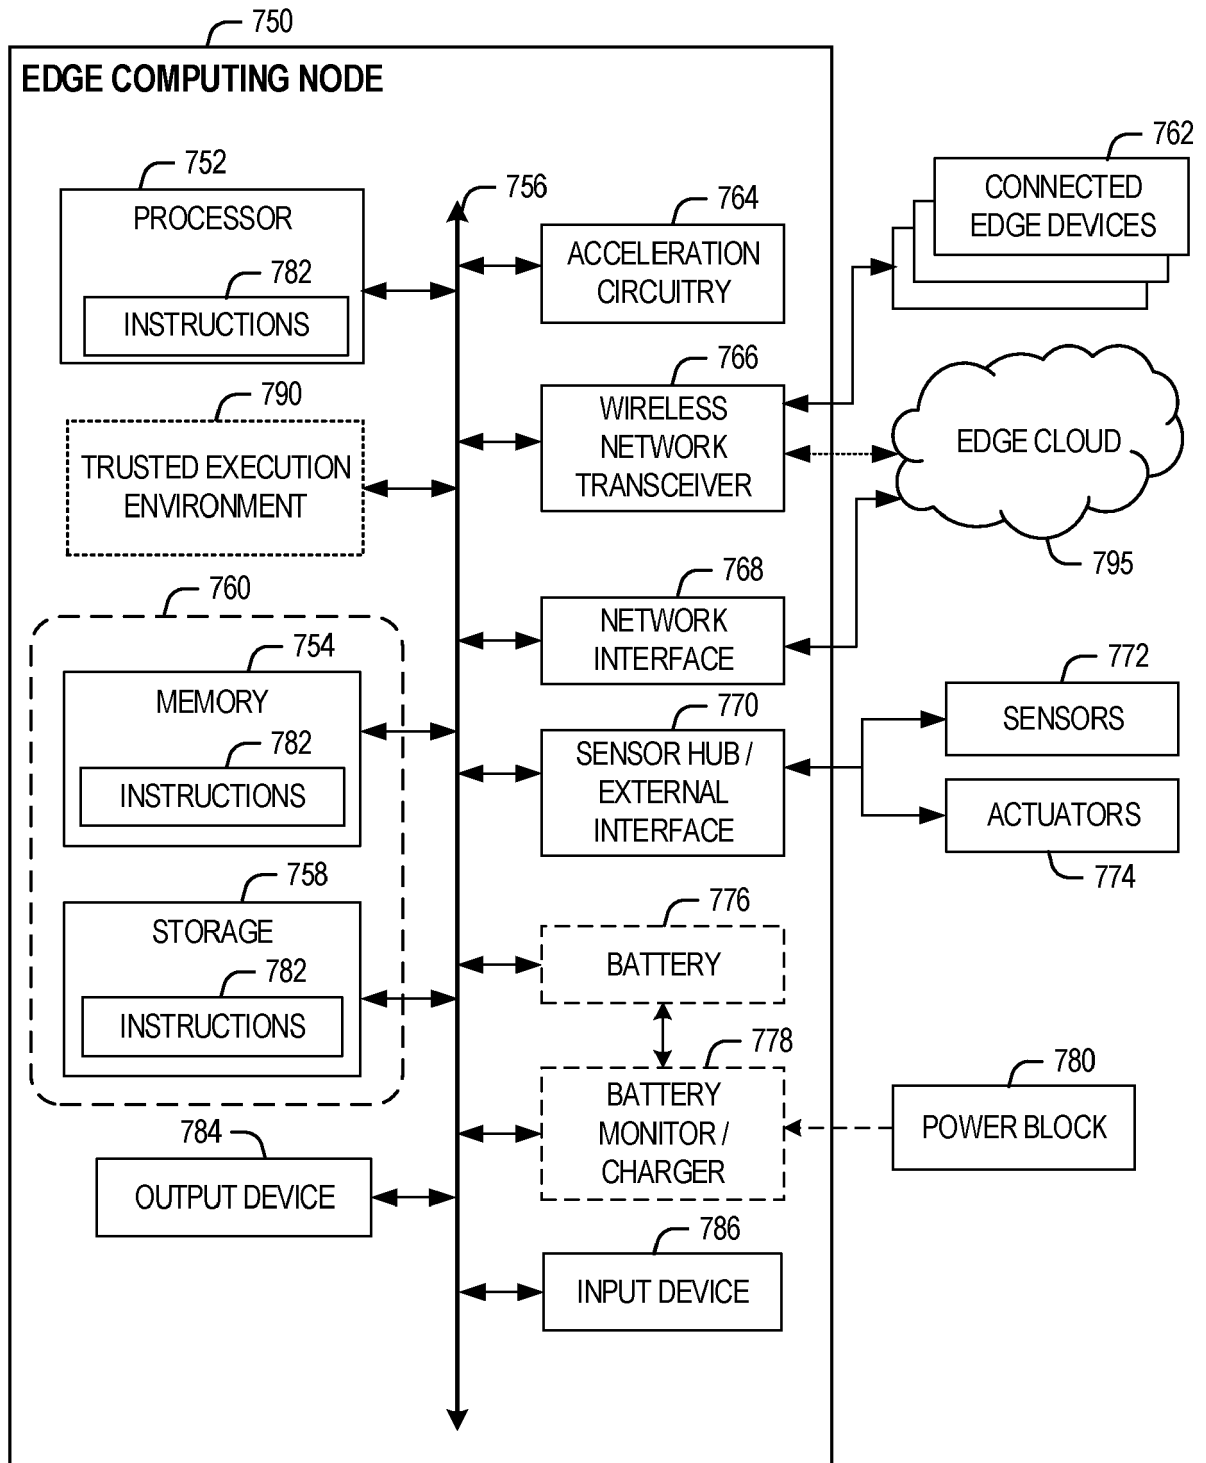 750
EDGE COMPUTING NODE
752
PROCESSOR
782
INSTRUCTIONS
790
TRUSTED EXECUTION
ENVIRONMENT
760
754
MEMORY
782
INSTRUCTIONS
758
STORAGE
782
INSTRUCTIONS
784
OUTPUT DEVICE
756
764
ACCELERATION
CIRCUITRY
766
WIRELESS
NETWORK
TRANSCEIVER
768
NETWORK
INTERFACE
770
SENSOR HUB /
EXTERNAL
INTERFACE
776
BATTERY
778
BATTERY
MONITOR /
CHARGER
786
INPUT DEVICE
762
CONNECTED
EDGE DEVICES
EDGE CLOUD
795
772
SENSORS
ACTUATORS
774
780
POWER BLOCK